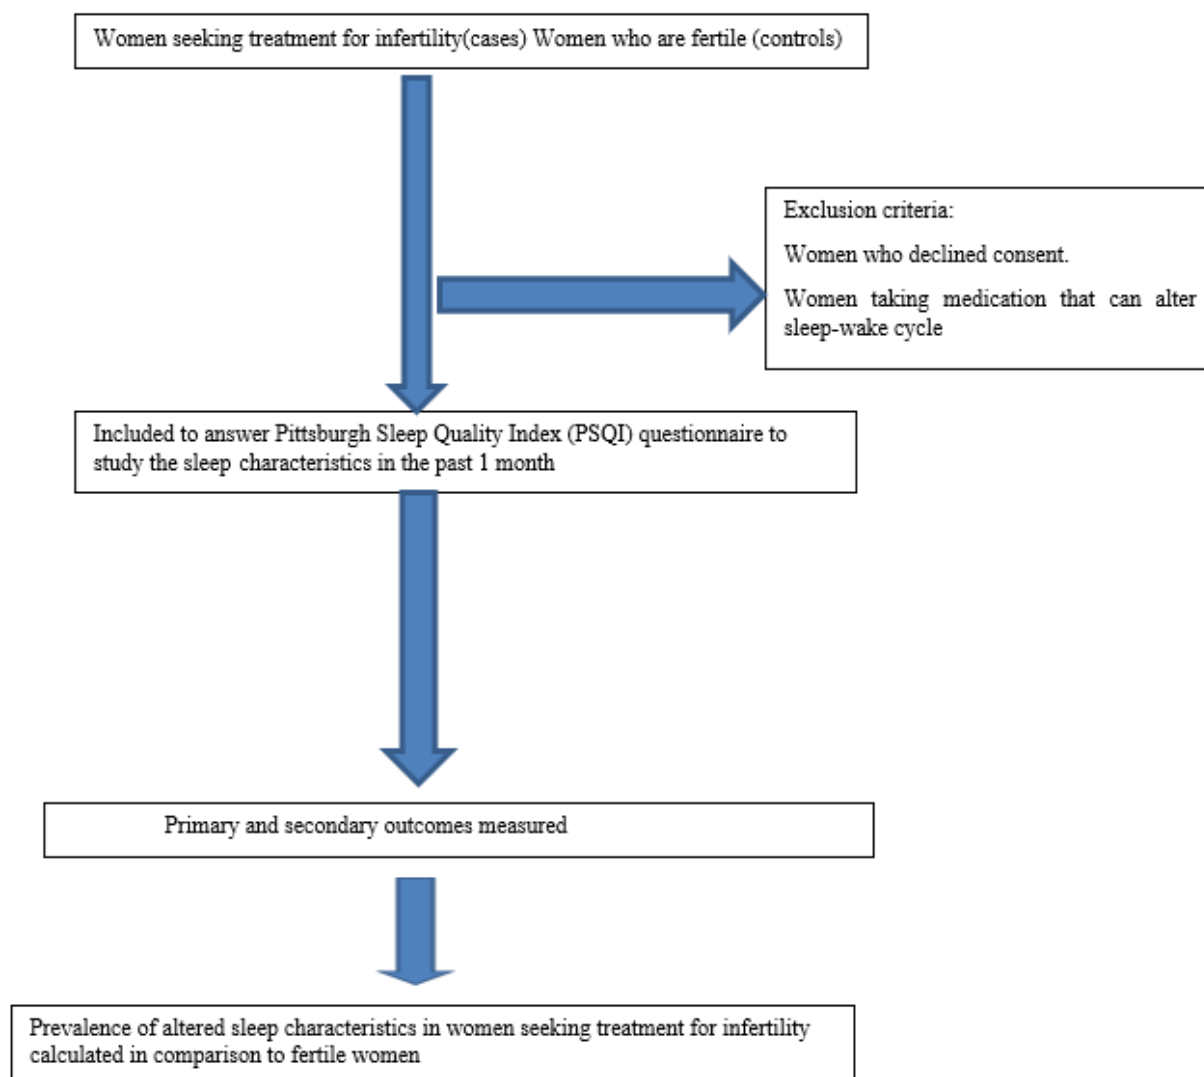 Women seeking treatment for infertility(cases) Women who are fertile (controls)
Exclusion criteria:
Women who declined consent.
Women taking medication that can alter
sleep-wake cycle
Included to answer Pittsburgh Sleep Quality Index (PSQI) questionnaire to
study the sleep characteristics in the past 1 month
Primary and secondary outcomes measured
Prevalence of altered sleep characteristics in women seeking treatment for infertility
calculated in comparison to fertile women